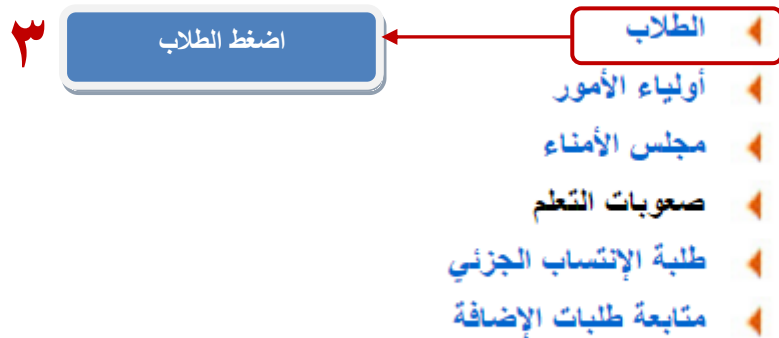 الطلاب
اضغط الطلاب
٣
أولياء الأمور
مجلس الأمناء
صعوبات التعلم
طلبة الإنتساب الجزئي
متابعة طلبات الإضافة